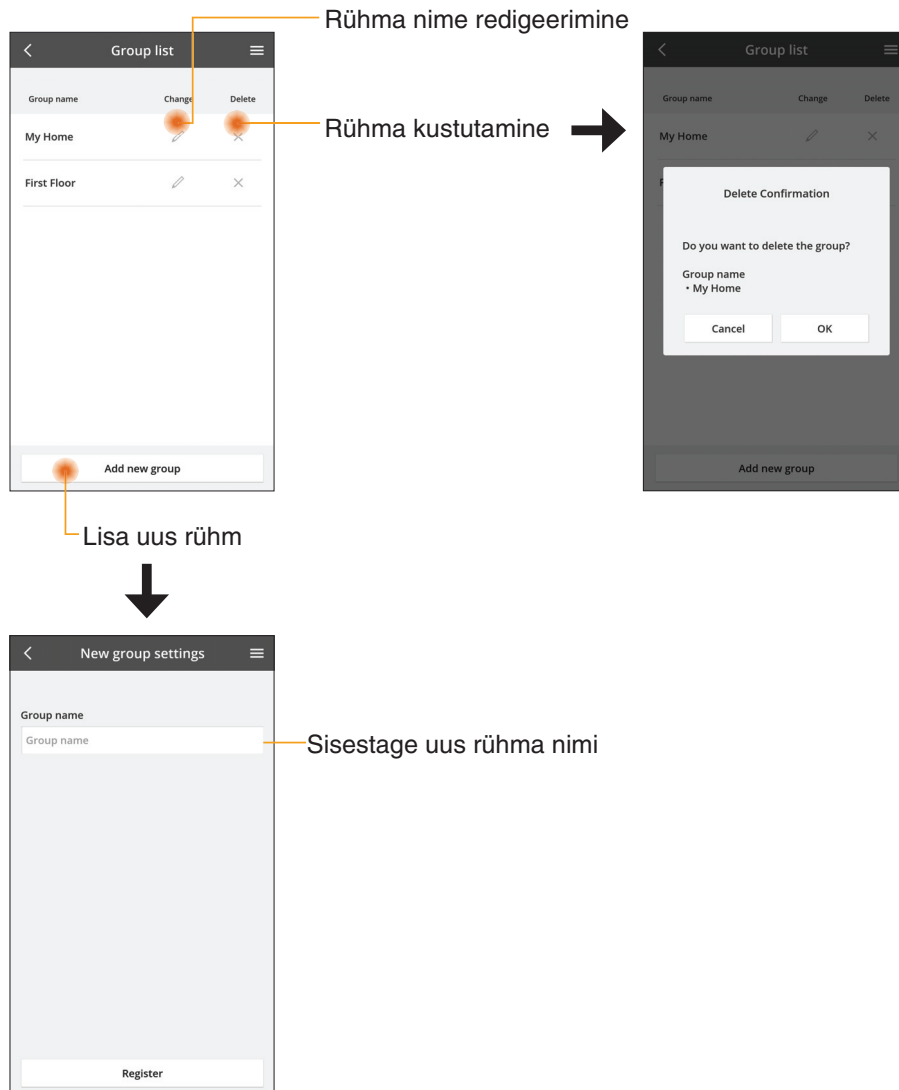 Rühma nime redigeerimine
Group list
Group name Change Delete
My Home
First Floor
Add new group
Rühma kustutamine
Group list
Group name Change Delete
My Home
F
Delete Confirmation
Do you want to delete the group?
Group name
• My Home
Cancel OK
Add new group
Lisa uus rühm
New group settings
Group name
Group name
Sisestage uus rühma nimi
Register